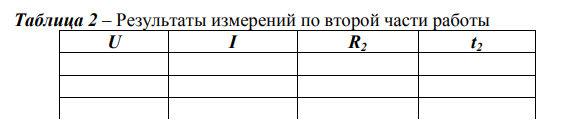 Таблица 2 – Результаты измерений по второй части работы
U I R2 t2